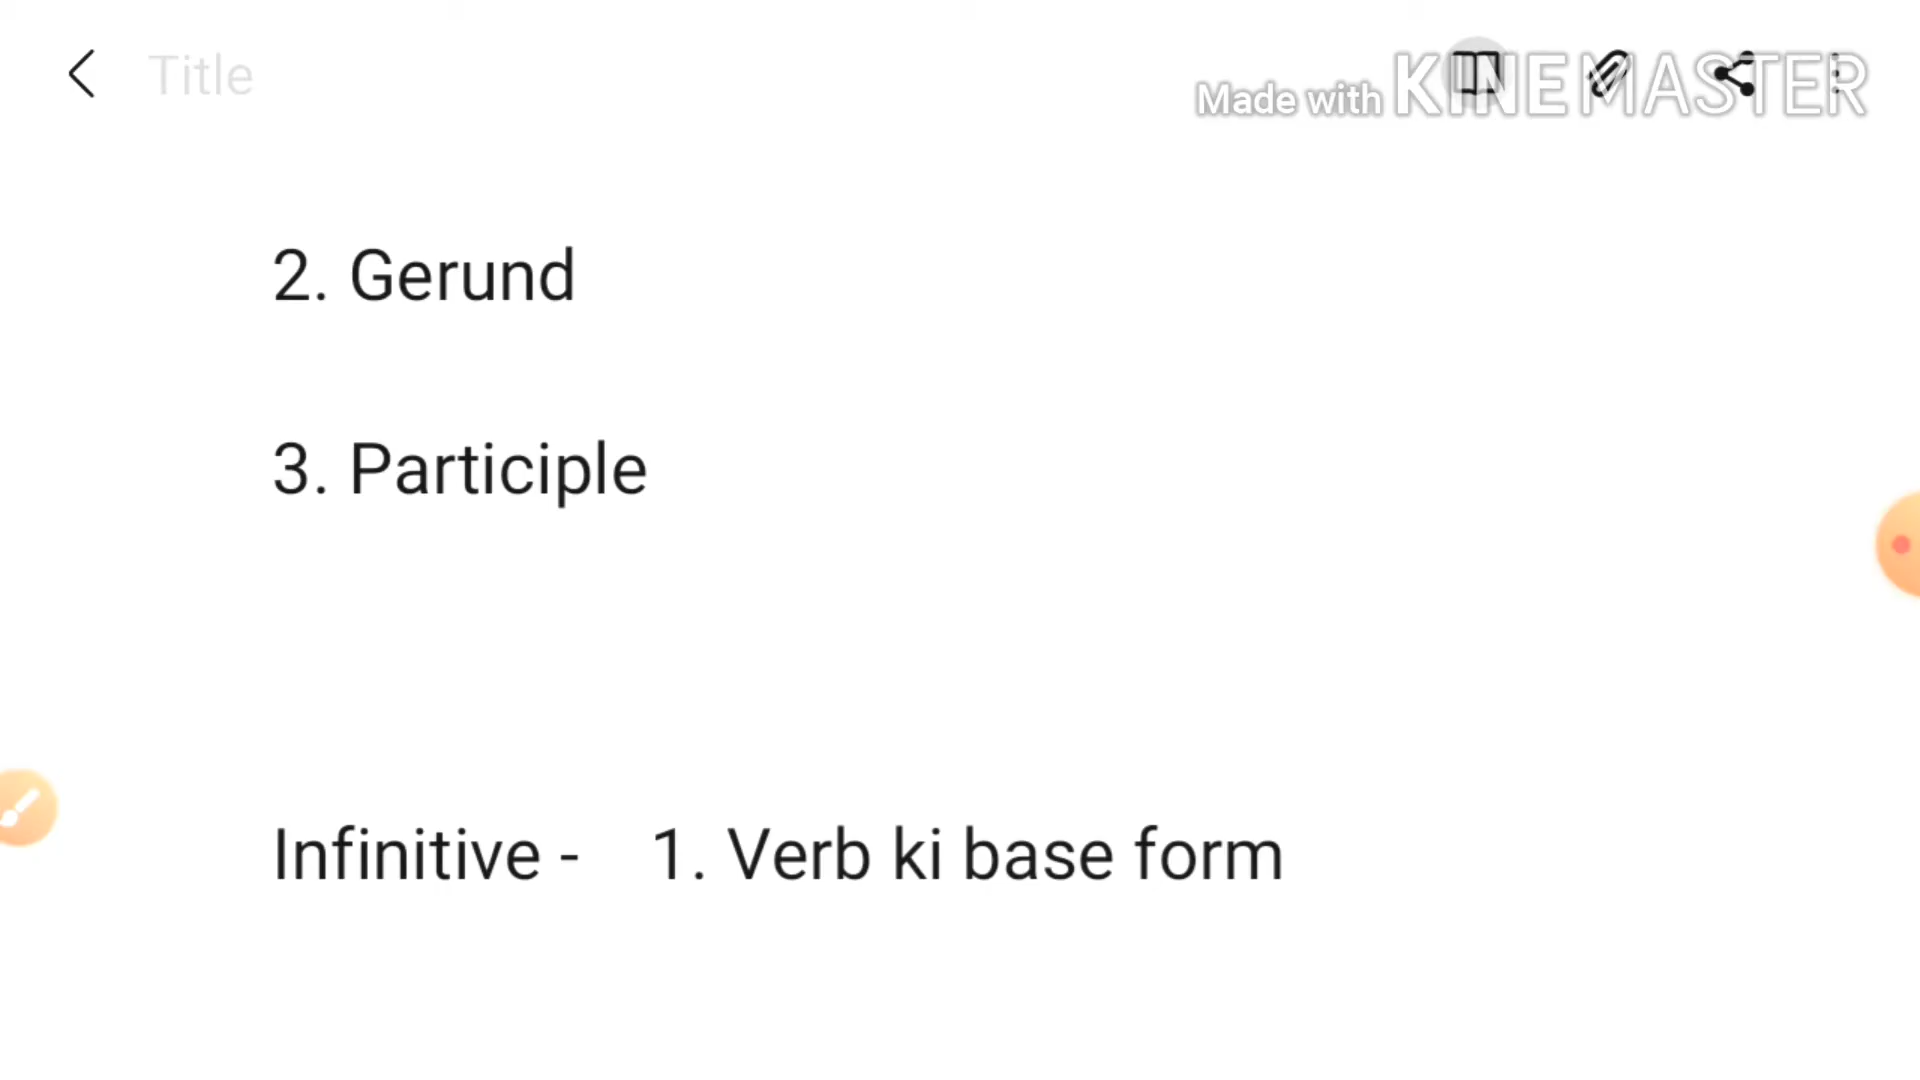 Title
Made with KINEMASTER
2. Gerund
3. Participle
Infinitive - 1. Verb ki base form